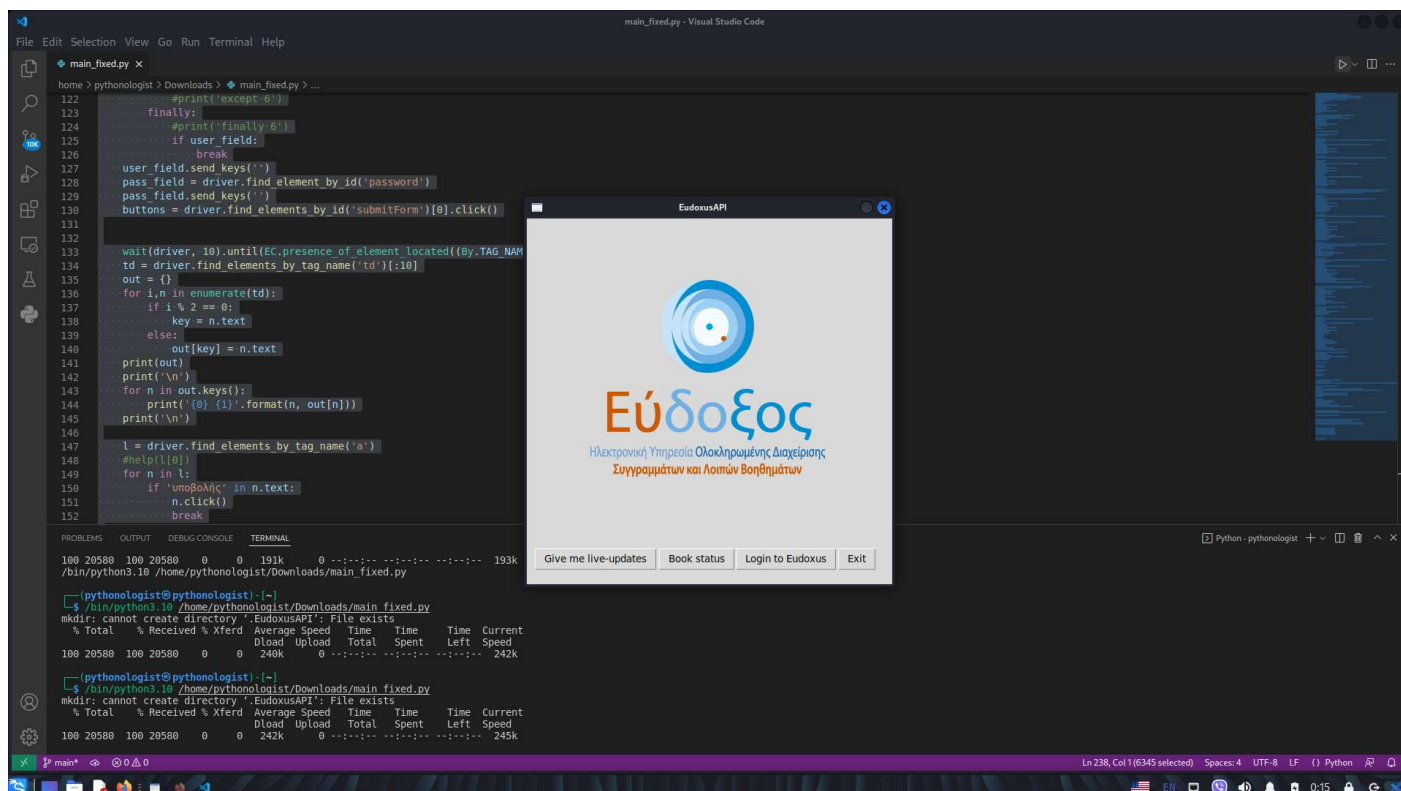 main_fixed.py - Visual Studio Code
File Edit Selection View Go Run Terminal Help
main_fixed.py
home > pythonologist > Downloads > main_fixed.py > ...
122 #print('except 6')
123 finally:
124 #print('finally 6')
125 if user_field:
126 break
127 user_field.send_keys('')
128 pass_field = driver.find_element_by_id('password')
129 pass_field.send_keys('')
130 buttons = driver.find_elements_by_id('submitForm')[0].click()
131
132
133 wait(driver, 10).until(EC.presence_of_element_located((By.TAG_NAM
134 td = driver.find_elements_by_tag_name('td')[:10]
135 out = {}
136 for i,n in enumerate(td):
137 if i % 2 == 0:
138 key = n.text
139 else:
140 out[key] = n.text
141 print(out)
142 print('\n')
143 for n in out.keys():
144 print('{0} {1}'.format(n, out[n]))
145 print('\n')
146
147 l = driver.find_elements_by_tag_name('a')
148 #help(l[0])
149 for n in l:
150 if 'υποβολής' in n.text:
151 n.click()
152 break
10K
EudoxusAPI
Εύδοξος
Ηλεκτρονική Υπηρεσία Ολοκληρωμένης Διαχείρισης
Συγγραμμάτων και Λοιπών Βοηθημάτων
Give me live-updates Book status Login to Eudoxus Exit
PROBLEMS OUTPUT DEBUG CONSOLE TERMINAL
Python - pythonologist
100 20580 100 20580 0 0 191k 0 --:--:-- --:--:-- --:--:-- 193k
/bin/python3.10 /home/pythonologist/Downloads/main_fixed.py
(pythonologist㉿pythonologist)-[~]
$ /bin/python3.10 /home/pythonologist/Downloads/main_fixed.py
mkdir: cannot create directory '.EudoxusAPI': File exists
% Total % Received % Xferd Average Speed Time Time Time Current
Dload Upload Total Spent Left Speed
100 20580 100 20580 0 0 240k 0 --:--:-- --:--:-- --:--:-- 242k
(pythonologist㉿pythonologist)-[~]
$ /bin/python3.10 /home/pythonologist/Downloads/main_fixed.py
mkdir: cannot create directory '.EudoxusAPI': File exists
% Total % Received % Xferd Average Speed Time Time Time Current
Dload Upload Total Spent Left Speed
100 20580 100 20580 0 0 242k 0 --:--:-- --:--:-- --:--:-- 245k
main* 0 0 Ln 238, Col 1 (6345 selected) Spaces: 4 UTF-8 LF Python
EN 0:15